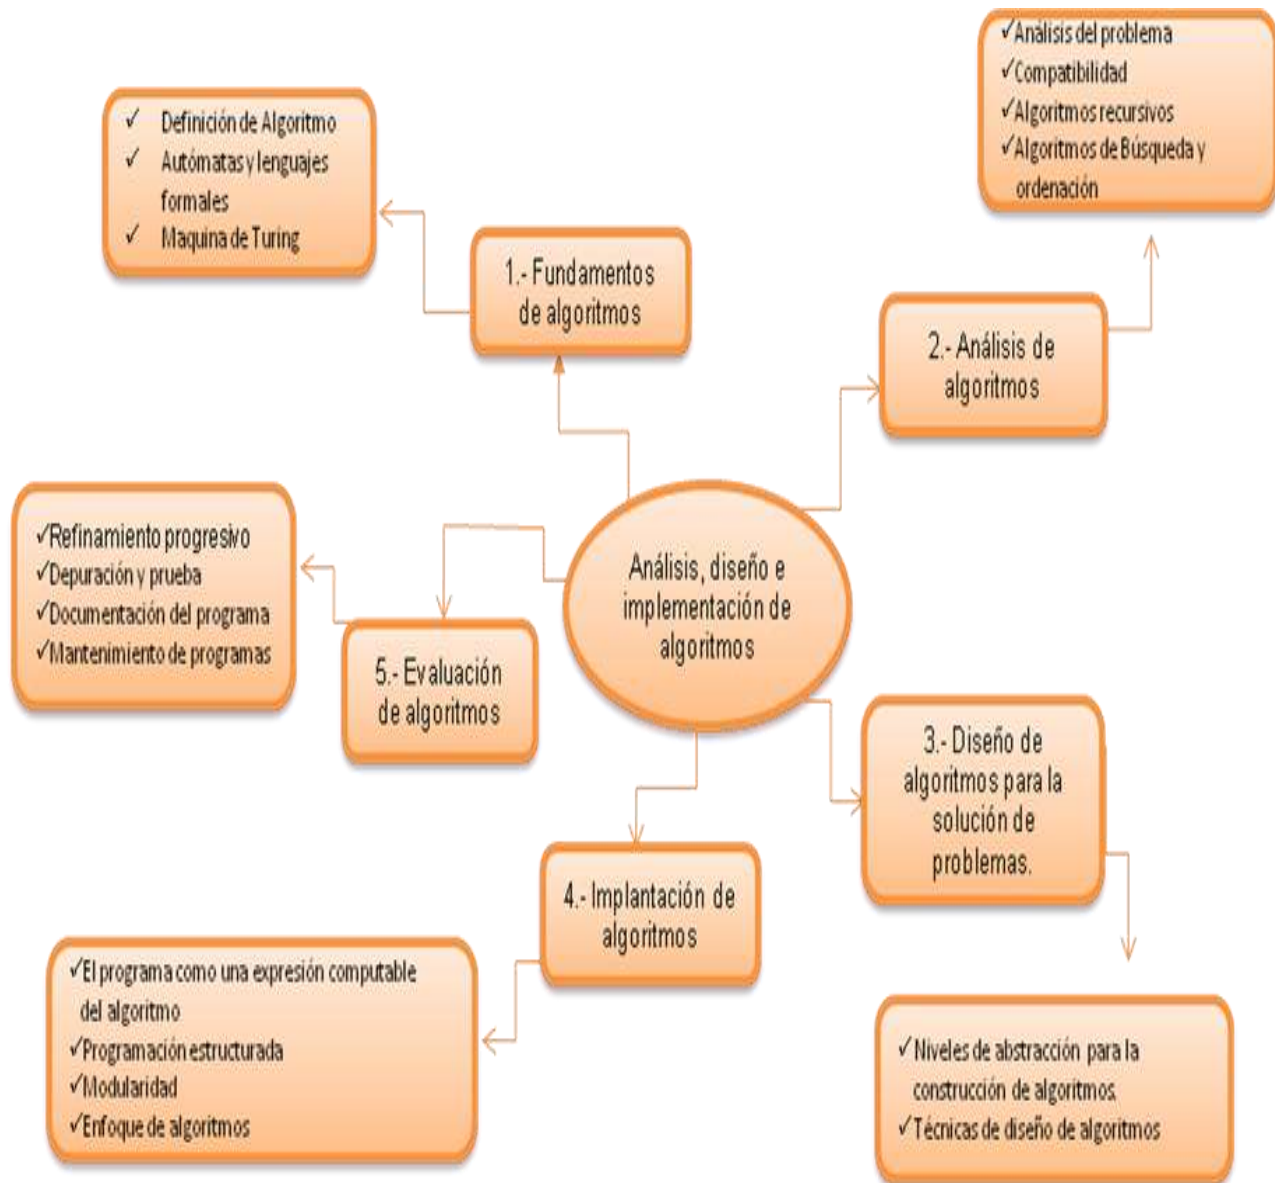 Análisis, diseño e
implementación de
algoritmos
1.- Fundamentos
de algoritmos
✓ Definición de Algoritmo
✓ Autómatas y lenguajes
formales
✓ Maquina de Turing
2.- Análisis de
algoritmos
✓Análisis del problema
✓Compatibilidad
✓Algoritmos recursivos
✓Algoritmos de Búsqueda y
ordenación
3.- Diseño de
algoritmos para la
solución de
problemas.
✓Niveles de abstracción para la
construcción de algoritmos.
✓Técnicas de diseño de algoritmos
4.- Implantación de
algoritmos
✓El programa como una expresión computable
del algoritmo
✓Programación estructurada
✓Modularidad
✓Enfoque de algoritmos
5.- Evaluación
de algoritmos
✓Refinamiento progresivo
✓Depuración y prueba
✓Documentación del programa
✓Mantenimiento de programas